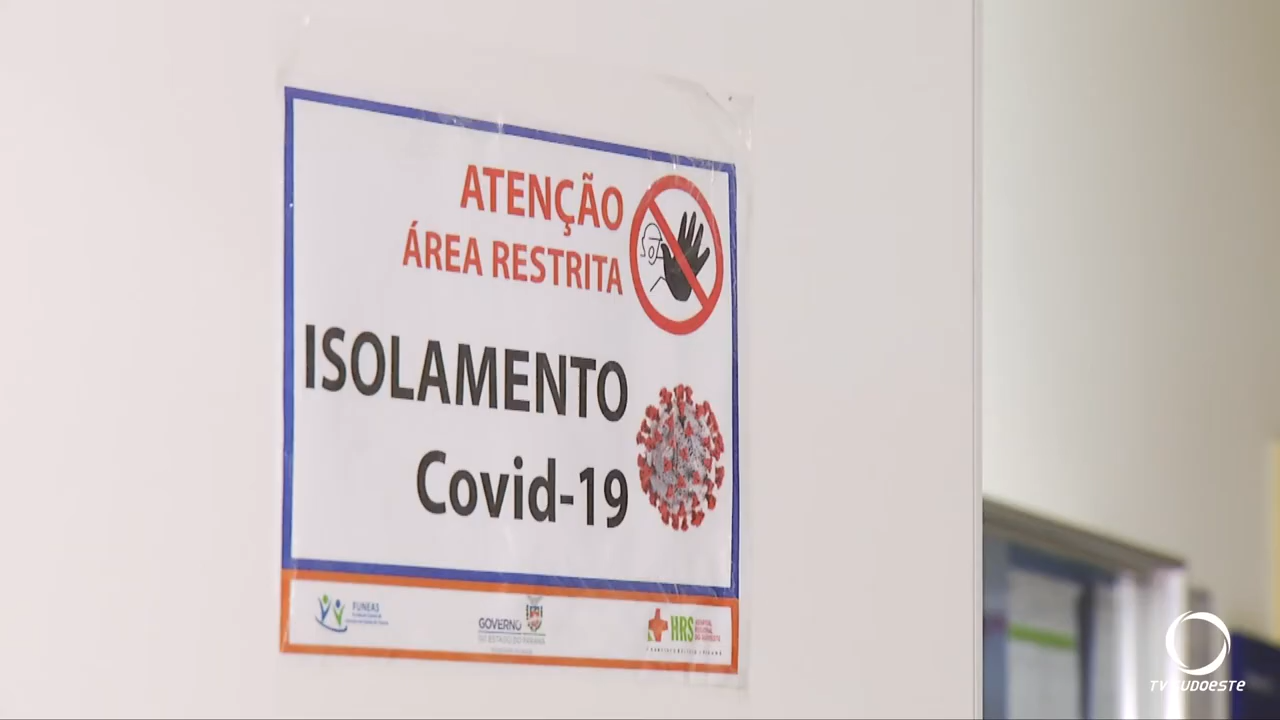 ATENÇÃO
ÁREA RESTRITA
ISOLAMENTO
Covid-19
FUNEAS
GOVERNO
DO ESTADO DO PARANÁ
HRS
TV SUDOESTE